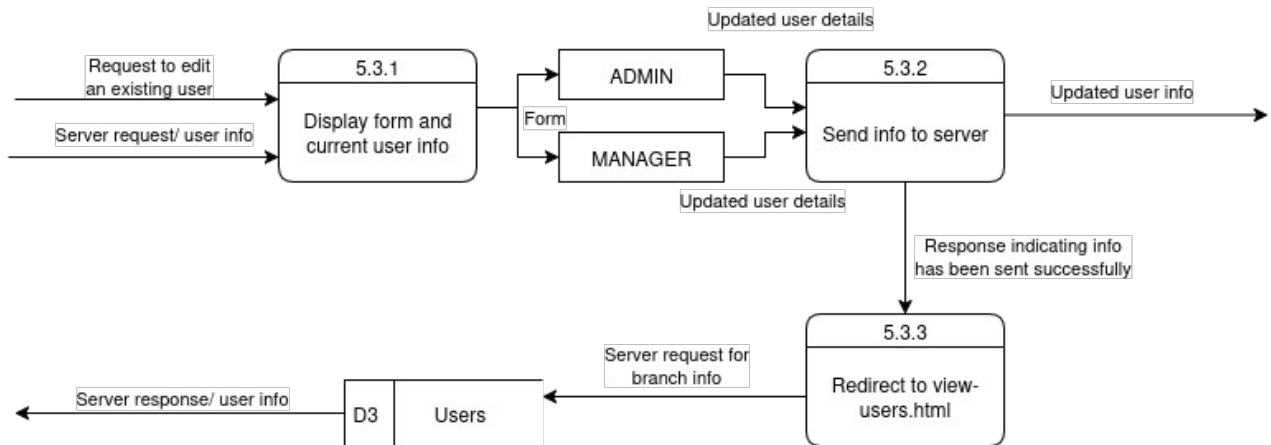 Updated user details
Request to edit
an existing user
5.3.1
ADMIN
5.3.2
Updated user info
Form
Display form and
current user info
Server request/ user info
Send info to server
MANAGER
Updated user details
Response indicating info
has been sent successfully
5.3.3
Server request for
branch info
Redirect to view-
users.html
Server response/ user info
D3
Users